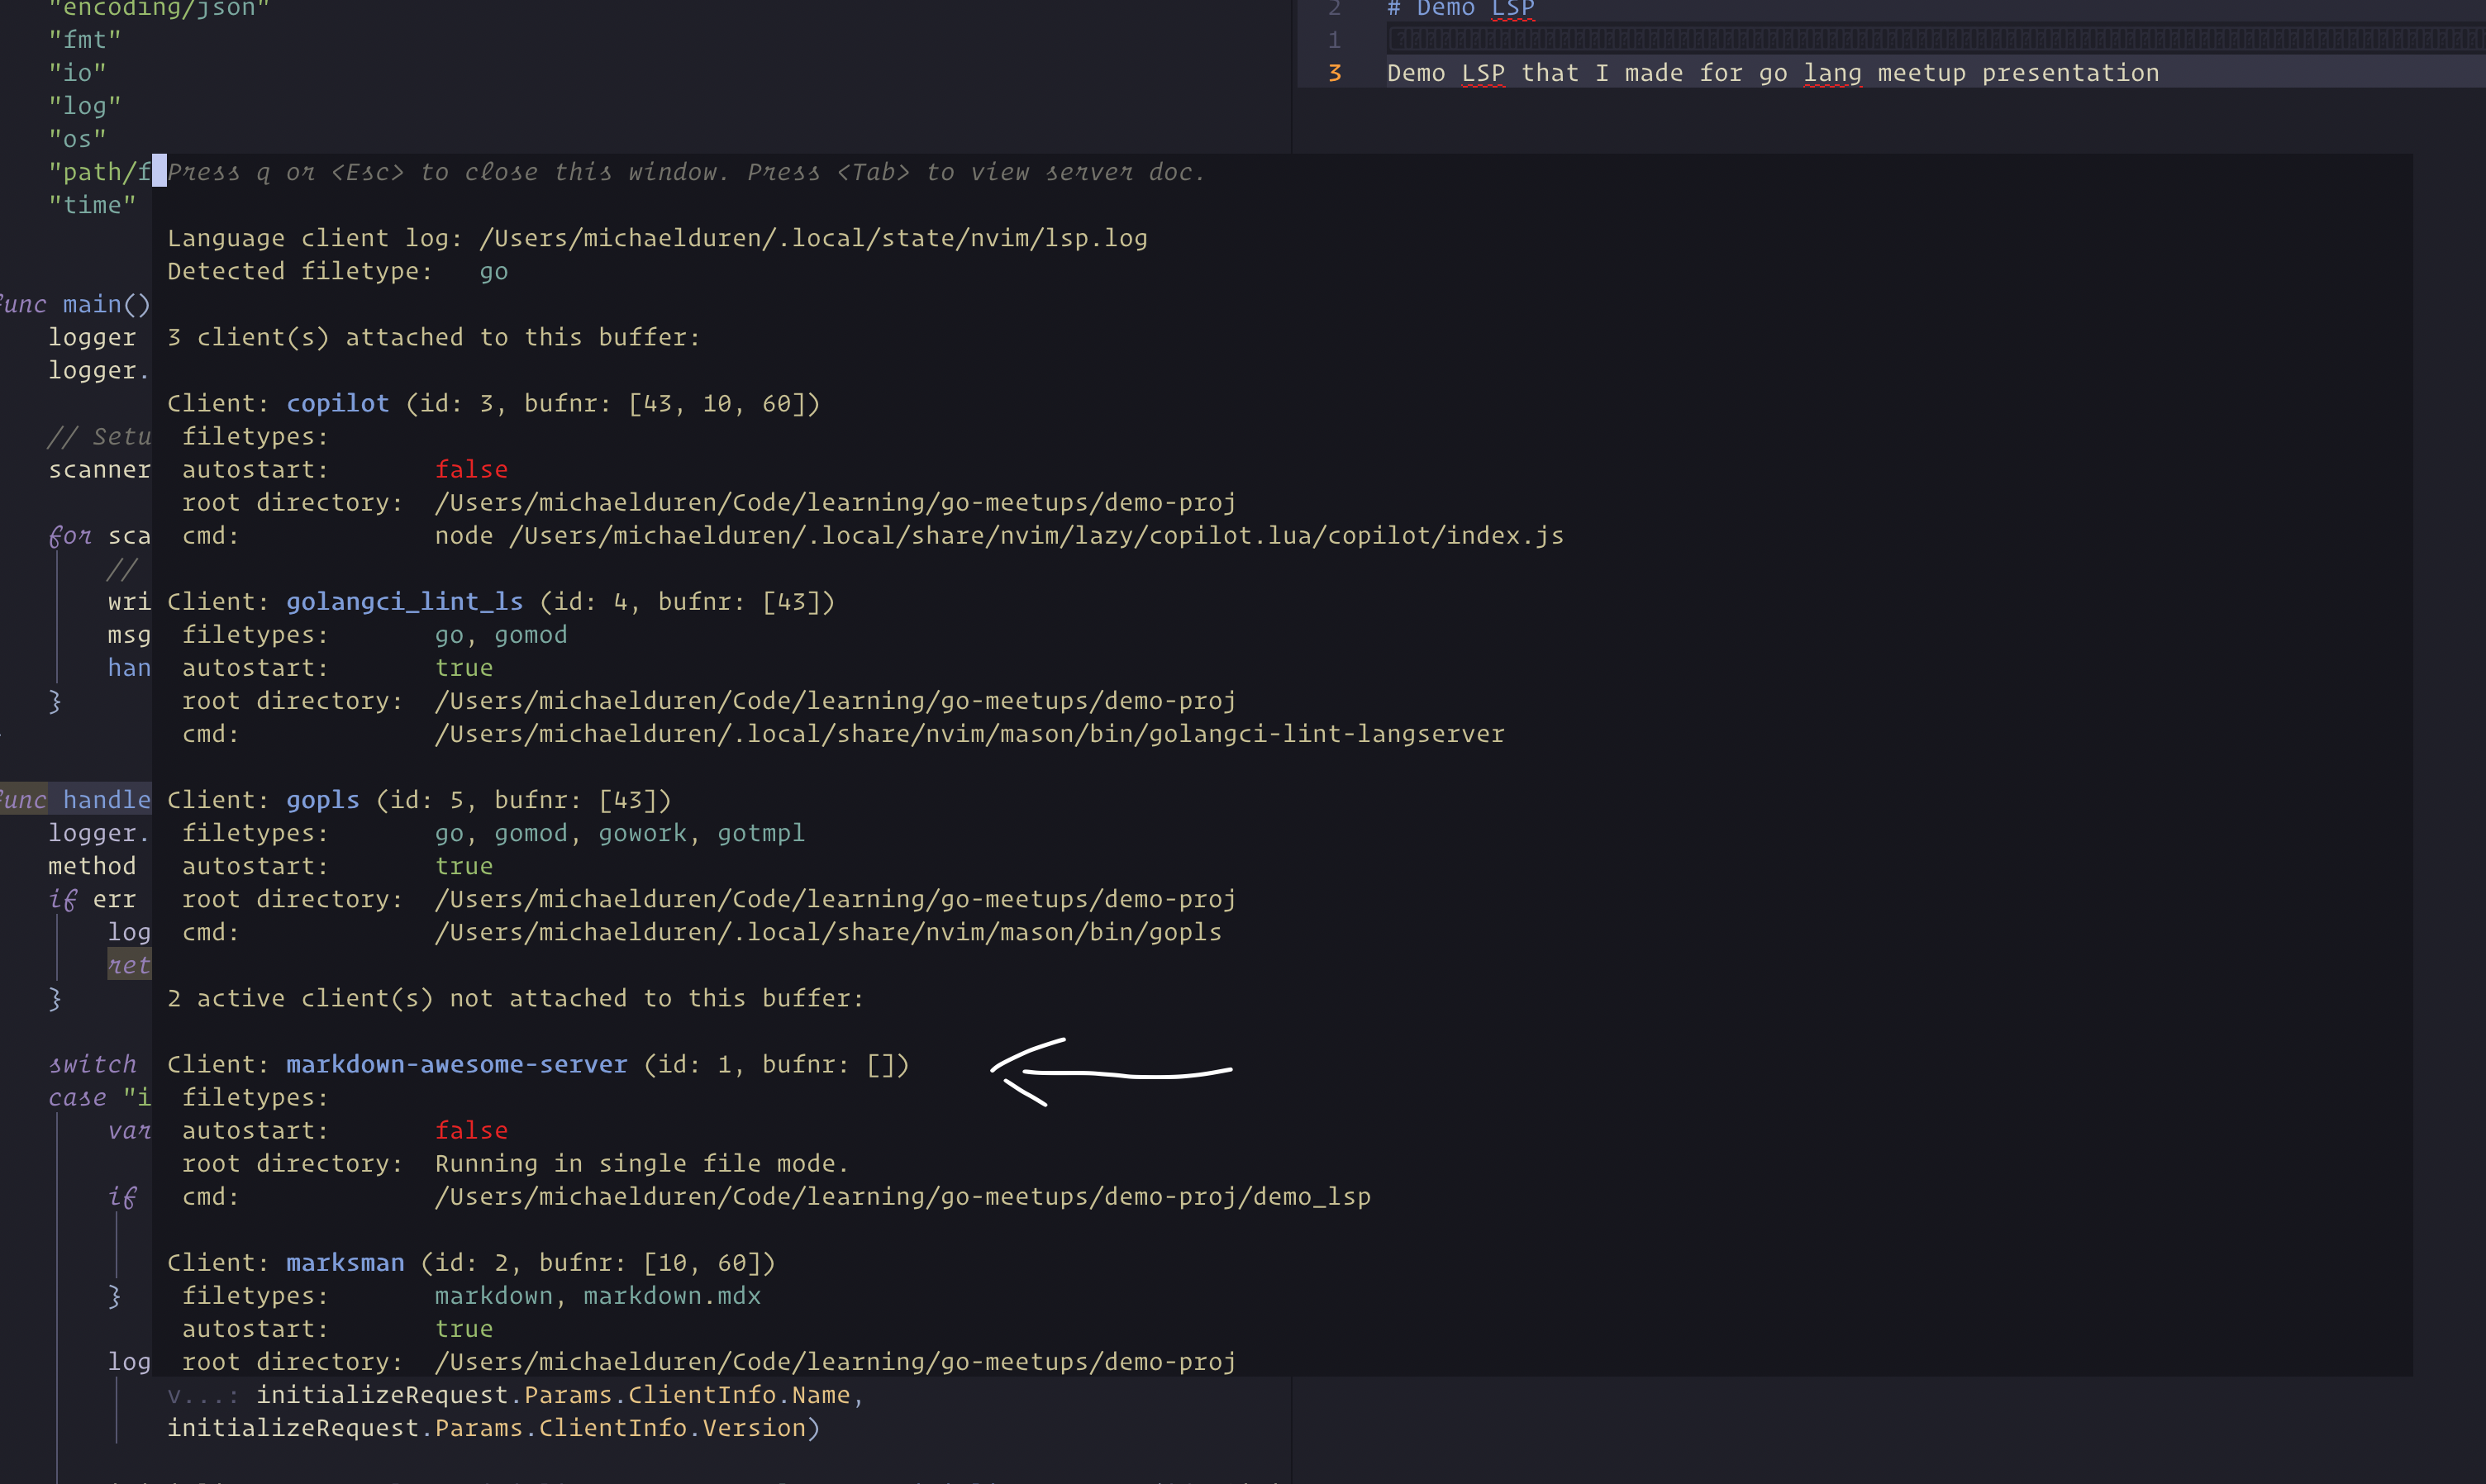 "encoding/json"
"fmt"
"io"
"log"
"os"
"path/f
"time"
2 # Demo LSP
1
3 Demo LSP that I made for go lang meetup presentation
Press q or <Esc> to close this window. Press <Tab> to view server doc.
Language client log: /Users/michaelduren/.local/state/nvim/lsp.log
Detected filetype: go
func main()
logger
3 client(s) attached to this buffer:
logger.
Client: copilot (id: 3, bufnr: [43, 10, 60])
// Setu
filetypes:
scanner
autostart: false
root directory: /Users/michaelduren/Code/learning/go-meetups/demo-proj
for sca
cmd: node /Users/michaelduren/.local/share/nvim/lazy/copilot.lua/copilot/index.js
//
wri
Client: golangci_lint_ls (id: 4, bufnr: [43])
msg
filetypes: go, gomod
han
autostart: true
}
root directory: /Users/michaelduren/Code/learning/go-meetups/demo-proj
cmd: /Users/michaelduren/.local/share/nvim/mason/bin/golangci-lint-langserver
func handle
Client: gopls (id: 5, bufnr: [43])
logger.
filetypes: go, gomod, gowork, gotmpl
method
autostart: true
if err
root directory: /Users/michaelduren/Code/learning/go-meetups/demo-proj
log
cmd: /Users/michaelduren/.local/share/nvim/mason/bin/gopls
ret
}
2 active client(s) not attached to this buffer:
switch
Client: markdown-awesome-server (id: 1, bufnr: [])
case "i
filetypes:
var
autostart: false
root directory: Running in single file mode.
if
cmd: /Users/michaelduren/Code/learning/go-meetups/demo-proj/demo_lsp
Client: marksman (id: 2, bufnr: [10, 60])
}
filetypes: markdown, markdown.mdx
autostart: true
log
root directory: /Users/michaelduren/Code/learning/go-meetups/demo-proj
v...: initializeRequest.Params.ClientInfo.Name,
initializeRequest.Params.ClientInfo.Version)